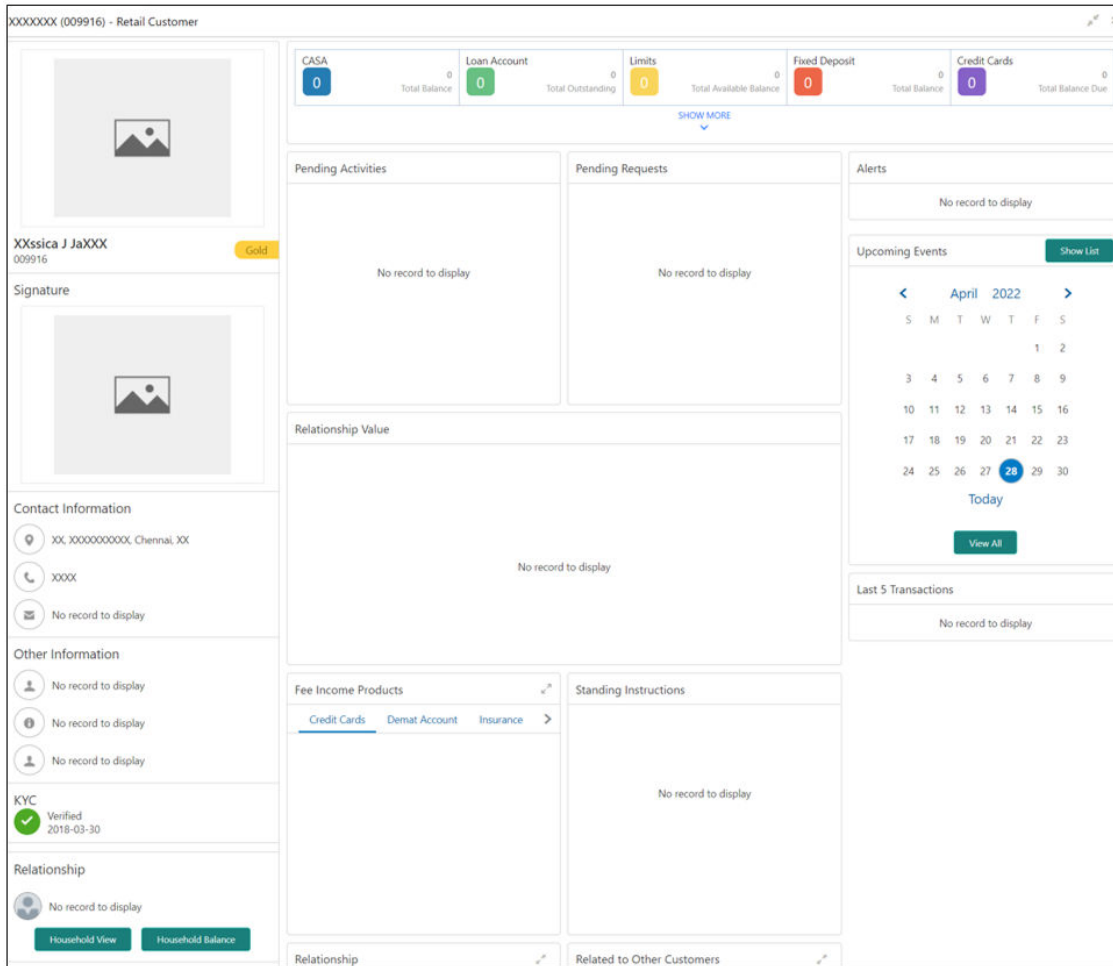 XXXXXXX (009916) - Retail Customer
XXssica J JaXXX
009916
Gold
Signature
Contact Information
XX, XXXXXXXXXX, Chennai, XX
XXXX
No record to display
Other Information
No record to display
No record to display
No record to display
KYC
Verified
2018-03-30
Relationship
No record to display
Household View Household Balance
CASA
0
0
Total Balance
Loan Account
0
0
Total Outstanding
Limits
0
0
Total Available Balance
Fixed Deposit
0
0
Total Balance
Credit Cards
0
0
Total Balance Due
SHOW MORE
Pending Activities
No record to display
Pending Requests
No record to display
Relationship Value
No record to display
Fee Income Products
Credit Cards Demat Account Insurance
Standing Instructions
No record to display
Relationship
Related to Other Customers
Alerts
No record to display
Upcoming Events
Show List
April 2022
S M T W T F S
1 2
3 4 5 6 7 8 9
10 11 12 13 14 15 16
17 18 19 20 21 22 23
24 25 26 27 28 29 30
Today
View All
Last 5 Transactions
No record to display